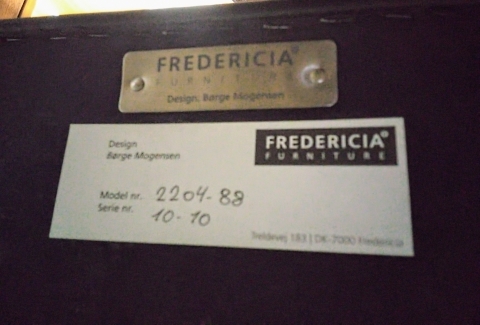 FREDERICIA®
FURNITURE
Design, Børge Mogensen
Design
Børge Mogensen
FREDERICIA®
FURNITURE
Model nr. 2204-88
Serie nr. 10-10
Treldevej 183 | DK-7000 Fredericia